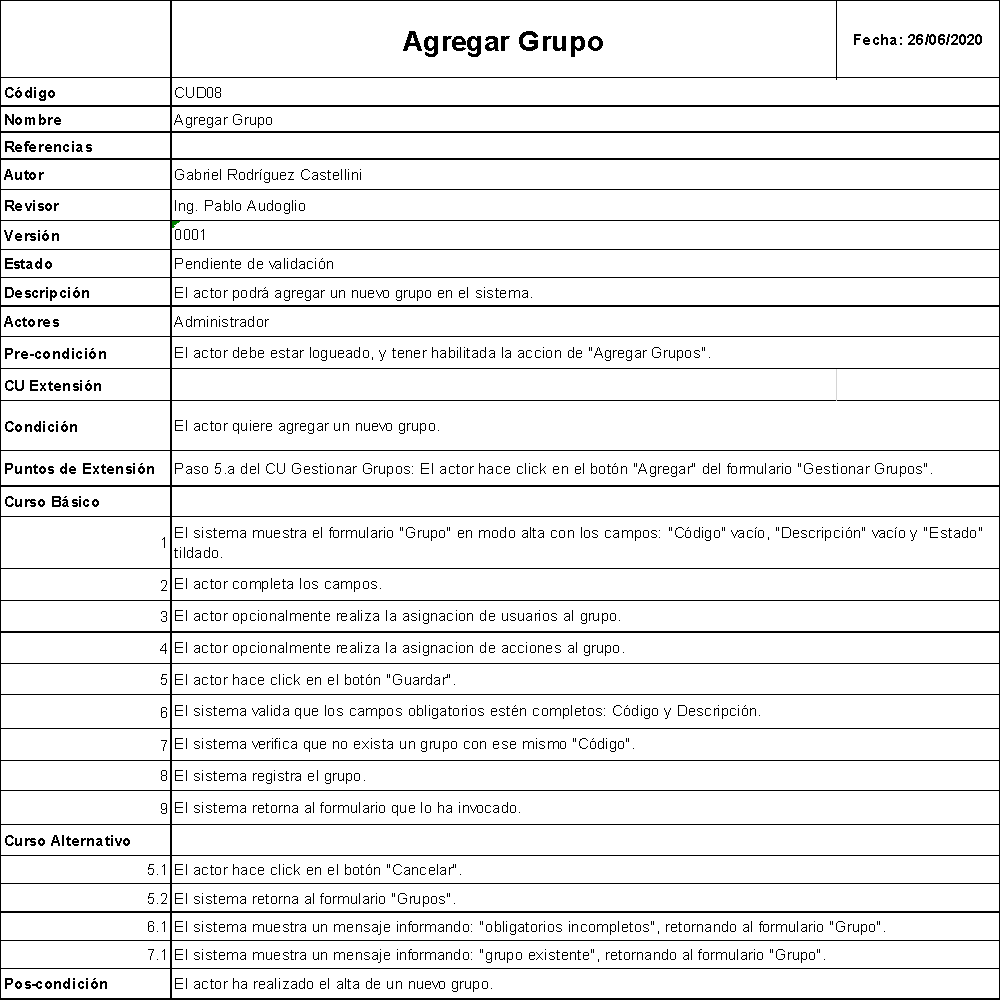 Agregar Grupo
Fecha: 26/06/2020
Código
CUD08
Nombre
Agregar Grupo
Referencias
Autor
Gabriel Rodríguez Castellini
Revisor
Ing. Pablo Audoglio
Versión
0001
Estado
Pendiente de validación
Descripción
El actor podrá agregar un nuevo grupo en el sistema.
Actores
Administrador
Pre-condición
El actor debe estar logueado, y tener habilitada la accion de "Agregar Grupos".
CU Extensión
Condición
El actor quiere agregar un nuevo grupo.
Puntos de Extensión
Paso 5.a del CU Gestionar Grupos: El actor hace click en el botón "Agregar" del formulario "Gestionar Grupos".
Curso Básico
1
El sistema muestra el formulario "Grupo" en modo alta con los campos: "Código" vacío, "Descripción" vacío y "Estado"
tildado.
2
El actor completa los campos.
3
El actor opcionalmente realiza la asignacion de usuarios al grupo.
4
El actor opcionalmente realiza la asignacion de acciones al grupo.
5
El actor hace click en el botón "Guardar".
6
El sistema valida que los campos obligatorios estén completos: Código y Descripción.
7
El sistema verifica que no exista un grupo con ese mismo "Código".
8
El sistema registra el grupo.
9
El sistema retorna al formulario que lo ha invocado.
Curso Alternativo
5.1
El actor hace click en el botón "Cancelar".
5.2
El sistema retorna al formulario "Grupos".
6.1
El sistema muestra un mensaje informando: "obligatorios incompletos", retornando al formulario "Grupo".
7.1
El sistema muestra un mensaje informando: "grupo existente", retornando al formulario "Grupo".
Pos-condición
El actor ha realizado el alta de un nuevo grupo.